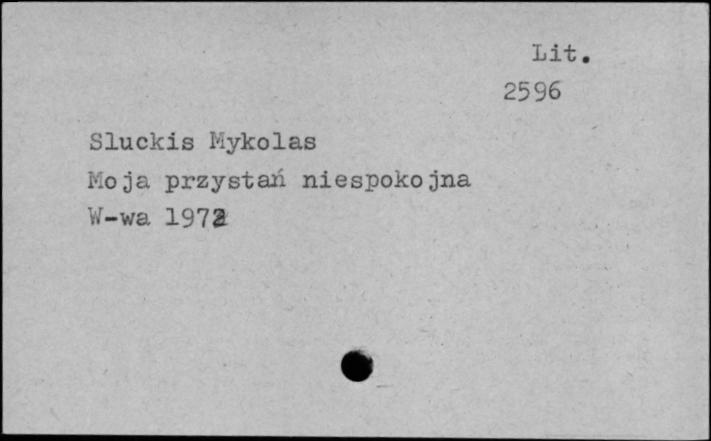 Lit.
2596
Sluckis Mykolas
Moja przystań niespokojna
W-wa 1972